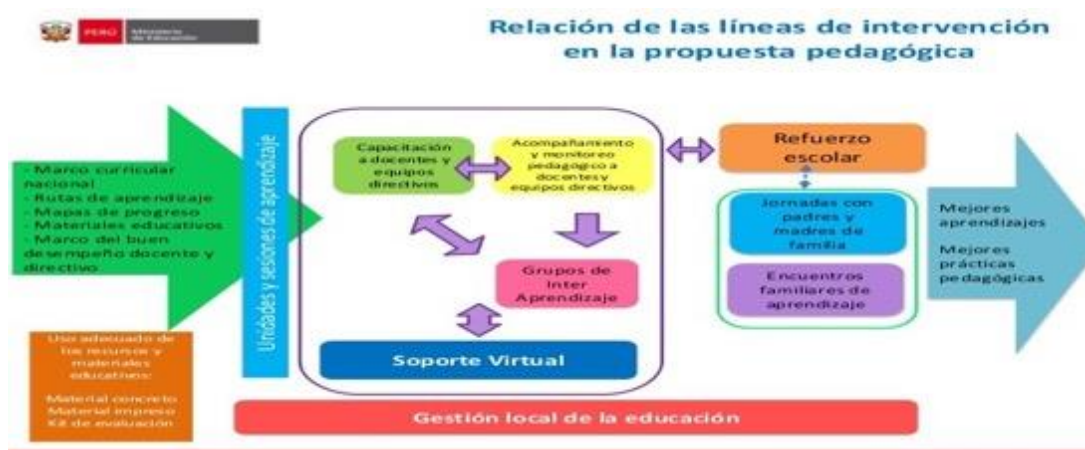 PERÚ
Ministerio
de Educación
Relación de las líneas de intervención
en la propuesta pedagógica
- Marco curricular
nacional
- Rutas de aprendizaje
- Mapas de progreso
- Materiales educativos
- Marco del buen
desempeño docente y
directivo
Uso adecuado de
los recursos y
materiales
educativos:
Material concreto
Material impreso
Kit de evaluación
Unidades y sesiones de aprendizaje
Capacitación
a docentes y
equipos
directivos
Acompañamiento
y monitoreo
pedagógico a
docentes y
equipos directivos
Grupos de
Inter
Aprendizaje
Soporte Virtual
Refuerzo
escolar
Jornadas con
padres y
madres de
familia
Encuentros
familiares de
aprendizaje
Mejores
aprendizajes
Mejores
prácticas
pedagógicas
Gestión local de la educación